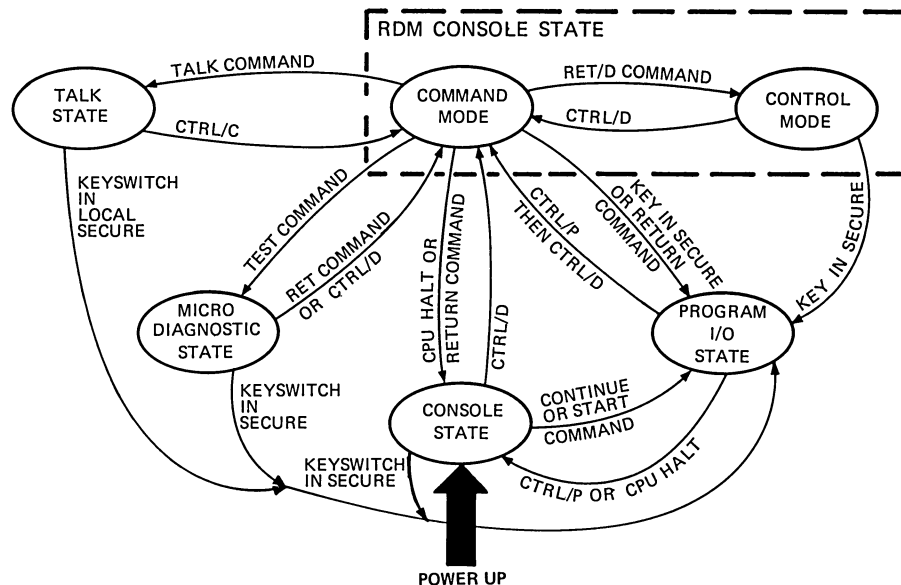 RDM CONSOLE STATE
TALK COMMAND
RET/D COMMAND
TALK
STATE
COMMAND
MODE
CONTROL
MODE
CTRL/C
CTRL/D
KEYSWITCH
IN
LOCAL
SECURE
TEST COMMAND
RET COMMAND
OR CTRL/D
CPU HALT OR
RETURN COMMAND
CTRL/D
CTRL/P
THEN CTRL/D
KEY IN SECURE
OR RETURN
COMMAND
KEY IN SECURE
MICRO
DIAGNOSTIC
STATE
PROGRAM
I/O
STATE
KEYSWITCH
IN
SECURE
CONSOLE
STATE
CONTINUE
OR START
COMMAND
KEYSWITCH
IN SECURE
CTRL/P OR CPU HALT
POWER UP